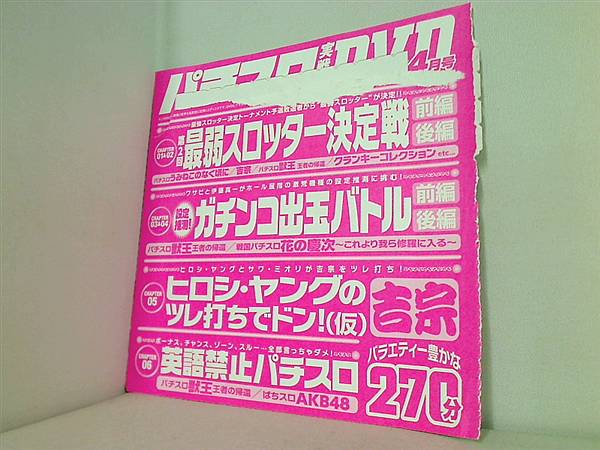 パチスロ実戦DVD
4月号
最弱スロッター決定トーナメント予選敗退者から"最弱スロッター"が決定!!
CHAPTER 01&02
最弱スロッター決定戦 前編 後編
パチスロうみねこのなく頃に／吉宗／パチスロ獣王 王者の帰還／クランキーコレクション etc...
ワサビと伊藤真一がホール展開の激荒機種の設定推測に挑む!
CHAPTER 03&04
設定推測!
ガチンコ出玉バトル 前編 後編
パチスロ獣王 王者の帰還／戦国パチスロ花の慶次〜これより我ら修羅に入る〜
ヒロシ・ヤングとサワ・ミオリが吉宗をツレ打ち!
CHAPTER 05
ヒロシ・ヤングの
ツレ打ちでドン!(仮)
吉宗
ボーナス、チャンス、ゾーン、スルー…全部言っちゃダメ!
CHAPTER 06
英語禁止パチスロ
パチスロ獣王 王者の帰還／ぱちスロAKB48
バラエティー豊かな
270分